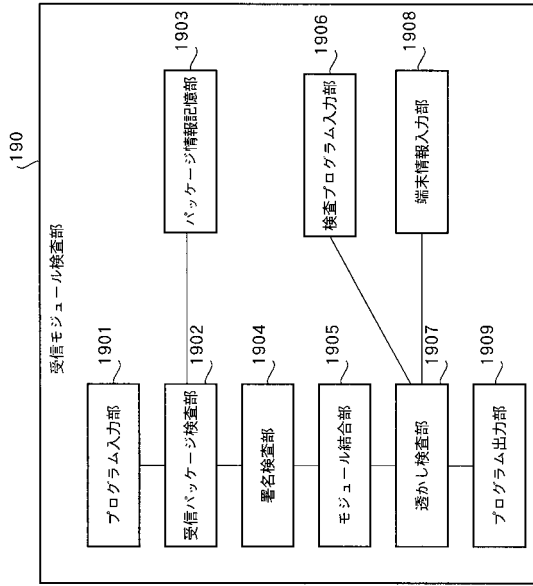 190
受信モジュール検査部
1901
プログラム入力部
1902
受信パッケージ検査部
1903
パッケージ情報記憶部
1904
署名検査部
1905
モジュール結合部
1906
検査プログラム入力部
1907
透かし検査部
1908
端末情報入力部
1909
プログラム出力部